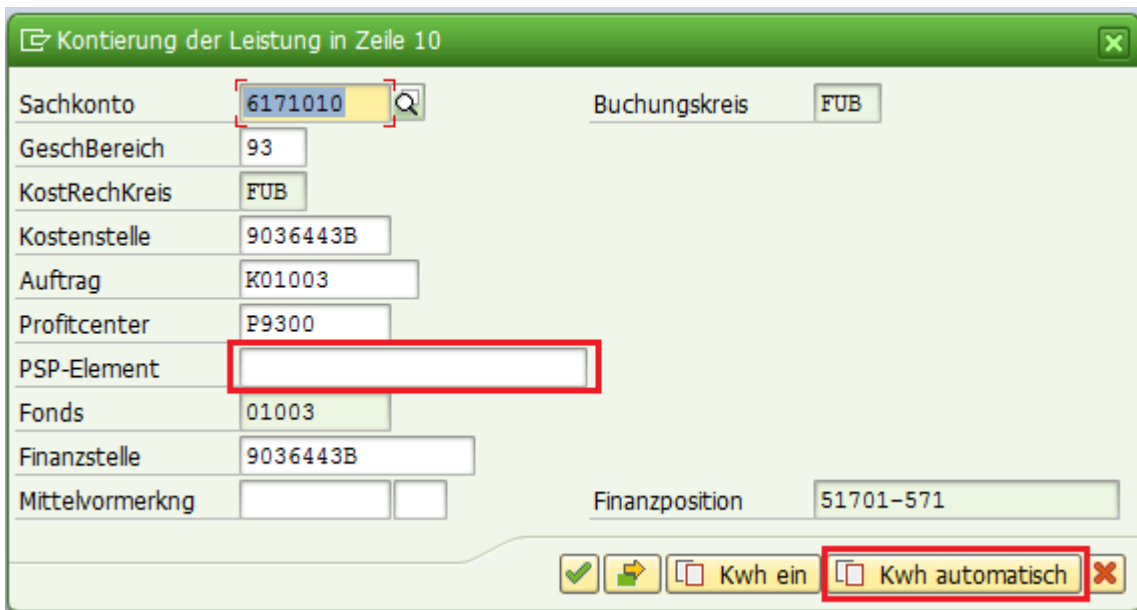 Kontierung der Leistung in Zeile 10
Sachkonto 6171010 Buchungskreis FUB
GeschBereich 93
KostRechKreis FUB
Kostenstelle 9036443B
Auftrag K01003
Profitcenter P9300
PSP-Element
Fonds 01003
Finanzstelle 9036443B
Mittelvormerkng Finanzposition 51701-571
Kwh ein Kwh automatisch